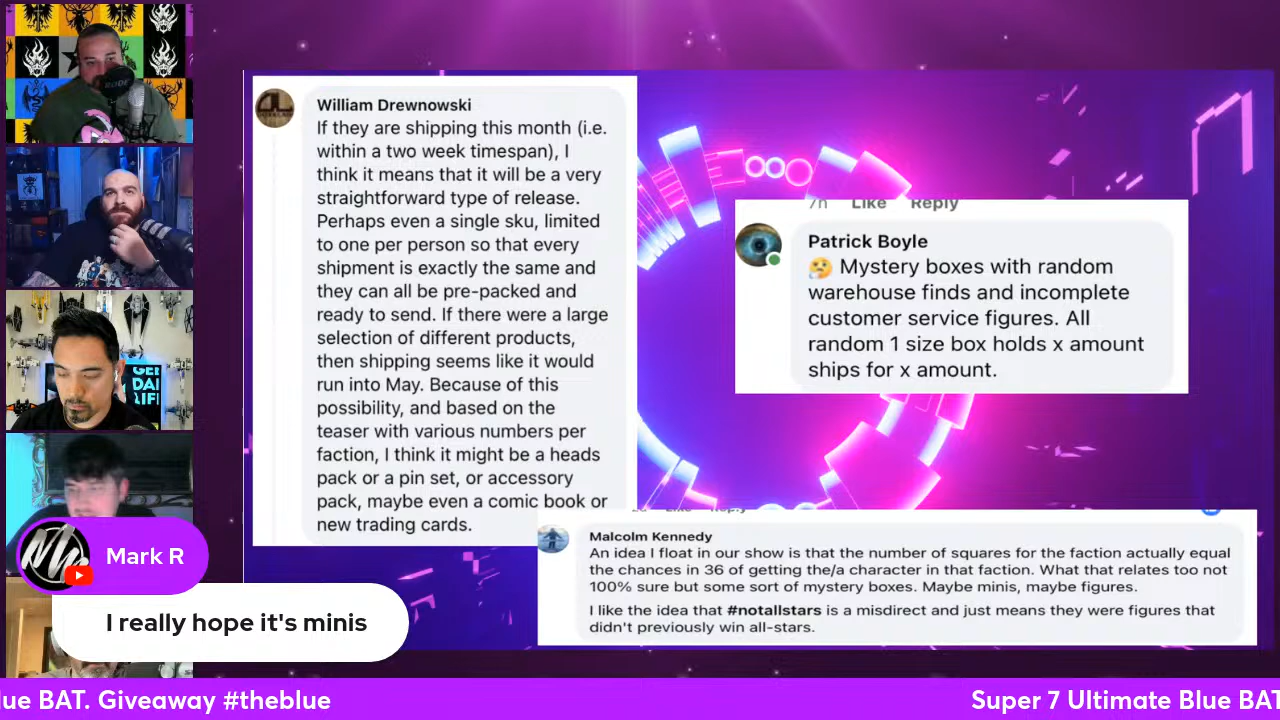 William Drewnowski
If they are shipping this month (i.e.
within a two week timespan), I
think it means that it will be a very
straightforward type of release.
Perhaps even a single sku, limited
to one per person so that every
shipment is exactly the same and
they can all be pre-packed and
ready to send. If there were a large
selection of different products,
then shipping seems like it would
run into May. Because of this
possibility, and based on the
teaser with various numbers per
faction, I think it might be a heads
pack or a pin set, or accessory
pack, maybe even a comic book or
new trading cards.
7h Like Reply
Patrick Boyle
🤔 Mystery boxes with random
warehouse finds and incomplete
customer service figures. All
random 1 size box holds x amount
ships for x amount.
Malcolm Kennedy
An idea I float in our show is that the number of squares for the faction actually equal
the chances in 36 of getting the/a character in that faction. What that relates too not
100% sure but some sort of mystery boxes. Maybe minis, maybe figures.
I like the idea that #notallstars is a misdirect and just means they were figures that
didn't previously win all-stars.
RODE
Mark R
I really hope it's minis
lue BAT. Giveaway #theblue
Super 7 Ultimate Blue BAT